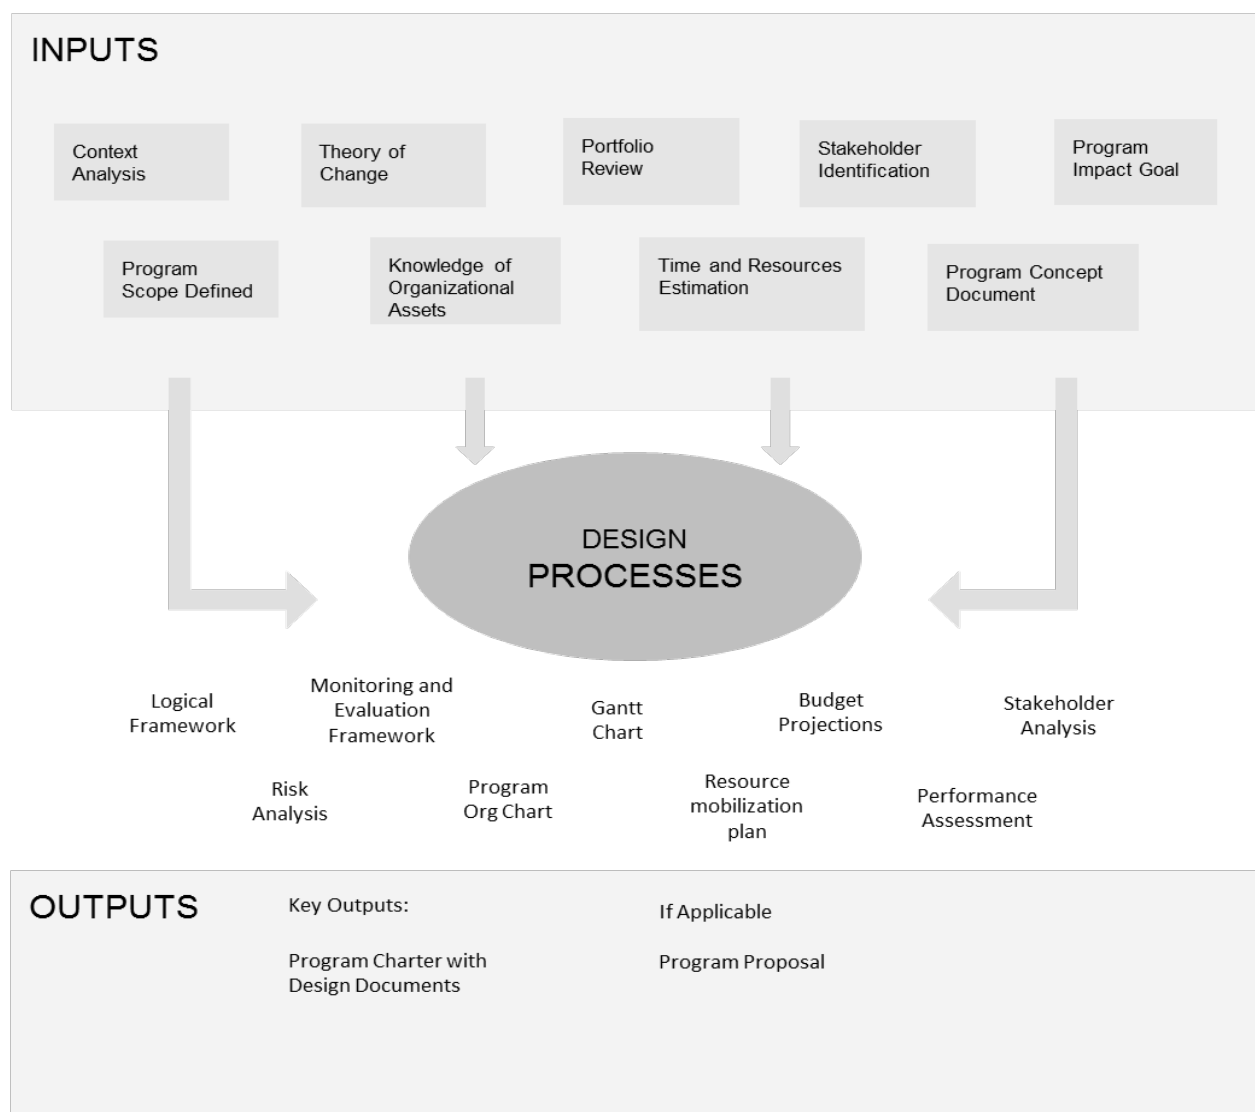 INPUTS
Context
Analysis
Theory of
Change
Portfolio
Review
Stakeholder
Identification
Program
Impact Goal
Program
Scope Defined
Knowledge of
Organizational
Assets
Time and Resources
Estimation
Program Concept
Document
DESIGN
PROCESSES
Logical
Framework
Monitoring and
Evaluation
Framework
Gantt
Chart
Budget
Projections
Stakeholder
Analysis
Risk
Analysis
Program
Org Chart
Resource
mobilization
plan
Performance
Assessment
OUTPUTS
Key Outputs:
Program Charter with
Design Documents
If Applicable
Program Proposal